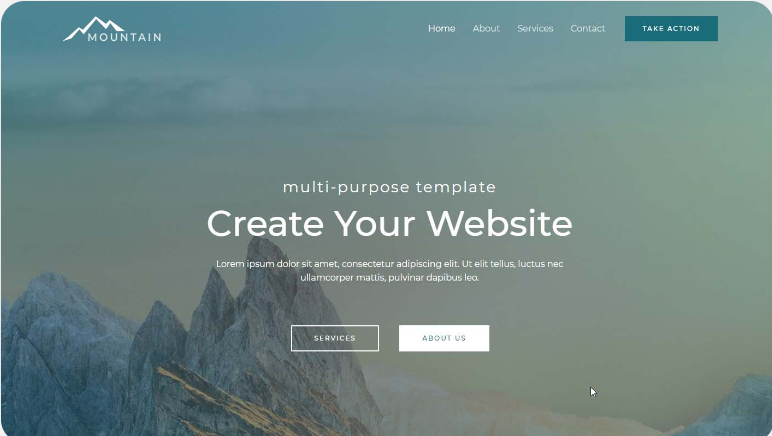 MOUNTAIN
Home About Services Contact TAKE ACTION
multi-purpose template
Create Your Website
Lorem ipsum dolor sit amet, consectetur adipiscing elit. Ut elit tellus, luctus nec
ullamcorper mattis, pulvinar dapibus leo.
SERVICES ABOUT US